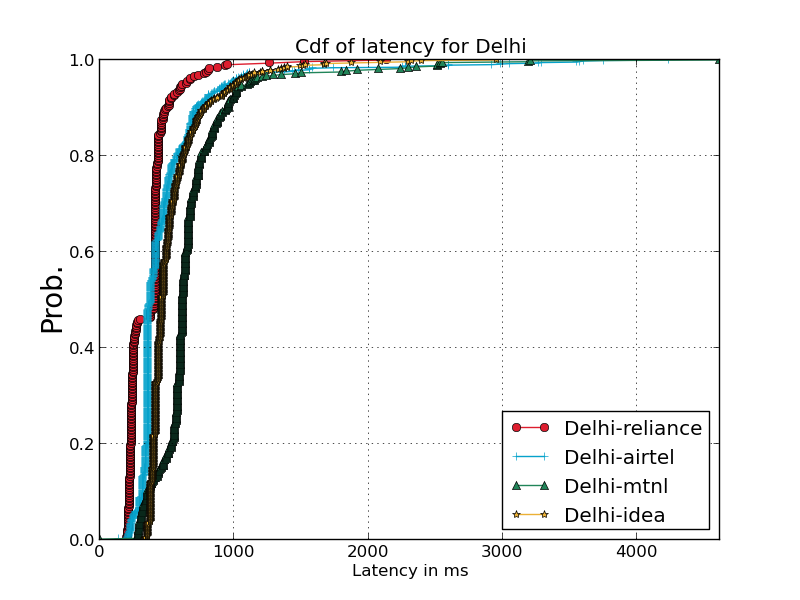 Cdf of latency for Delhi
1.0
0.8
0.6
0.4
0.2
0.0
Prob.
0
1000
2000
3000
4000
Latency in ms
Delhi-reliance
Delhi-airtel
Delhi-mtnl
Delhi-idea